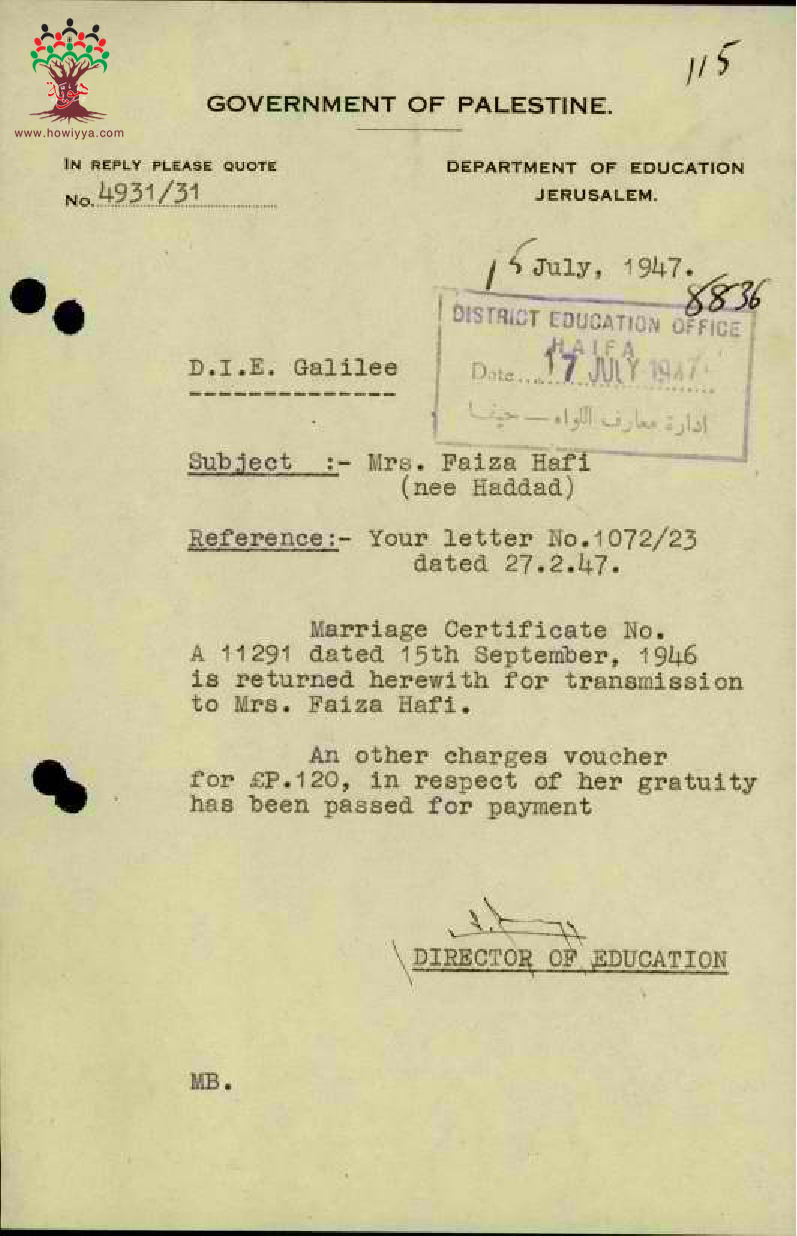 115
هوية
www.howiyya.com
GOVERNMENT OF PALESTINE.
IN REPLY PLEASE QUOTE
No. 4931/31
DEPARTMENT OF EDUCATION
JERUSALEM.
15 July, 1947.
8836
DISTRICT EDUCATION OFFICE
HAIFA
Date... 17 JULY 1947
ادارة معارف اللواء — حيفا
D.I.E. Galilee
--------------
Subject :- Mrs. Faiza Hafi
(nee Haddad)
Reference:- Your letter No.1072/23
dated 27.2.47.
Marriage Certificate No.
A 11291 dated 15th September, 1946
is returned herewith for transmission
to Mrs. Faiza Hafi.
An other charges voucher
for £P.120, in respect of her gratuity
has been passed for payment
DIRECTOR OF EDUCATION
MB.